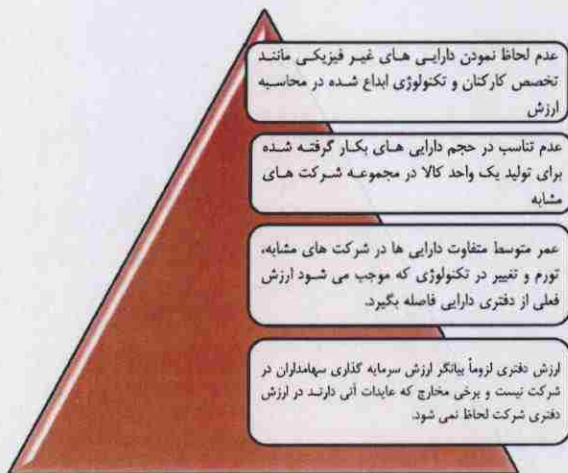 عدم لحاظ نمودن دارایی های غیر فیزیکی مانند
تخصص کارکنان و تکنولوژی ابداع شده در محاسبه
ارزش
عدم تناسب در حجم دارایی های بکار گرفته شده
برای تولید یک واحد کالا در مجموعه شرکت های
مشابه
عمر متوسط متفاوت دارایی ها در شرکت های مشابه،
تورم و تغییر در تکنولوژی که موجب می شود ارزش
فعلی از دفتری دارایی فاصله بگیرد.
ارزش دفتری لزوماً بیانگر ارزش سرمایه گذاری سهامداران در
شرکت نیست و برخی مخارج که عایدات آتی دارند در ارزش
دفتری شرکت لحاظ نمی شود.